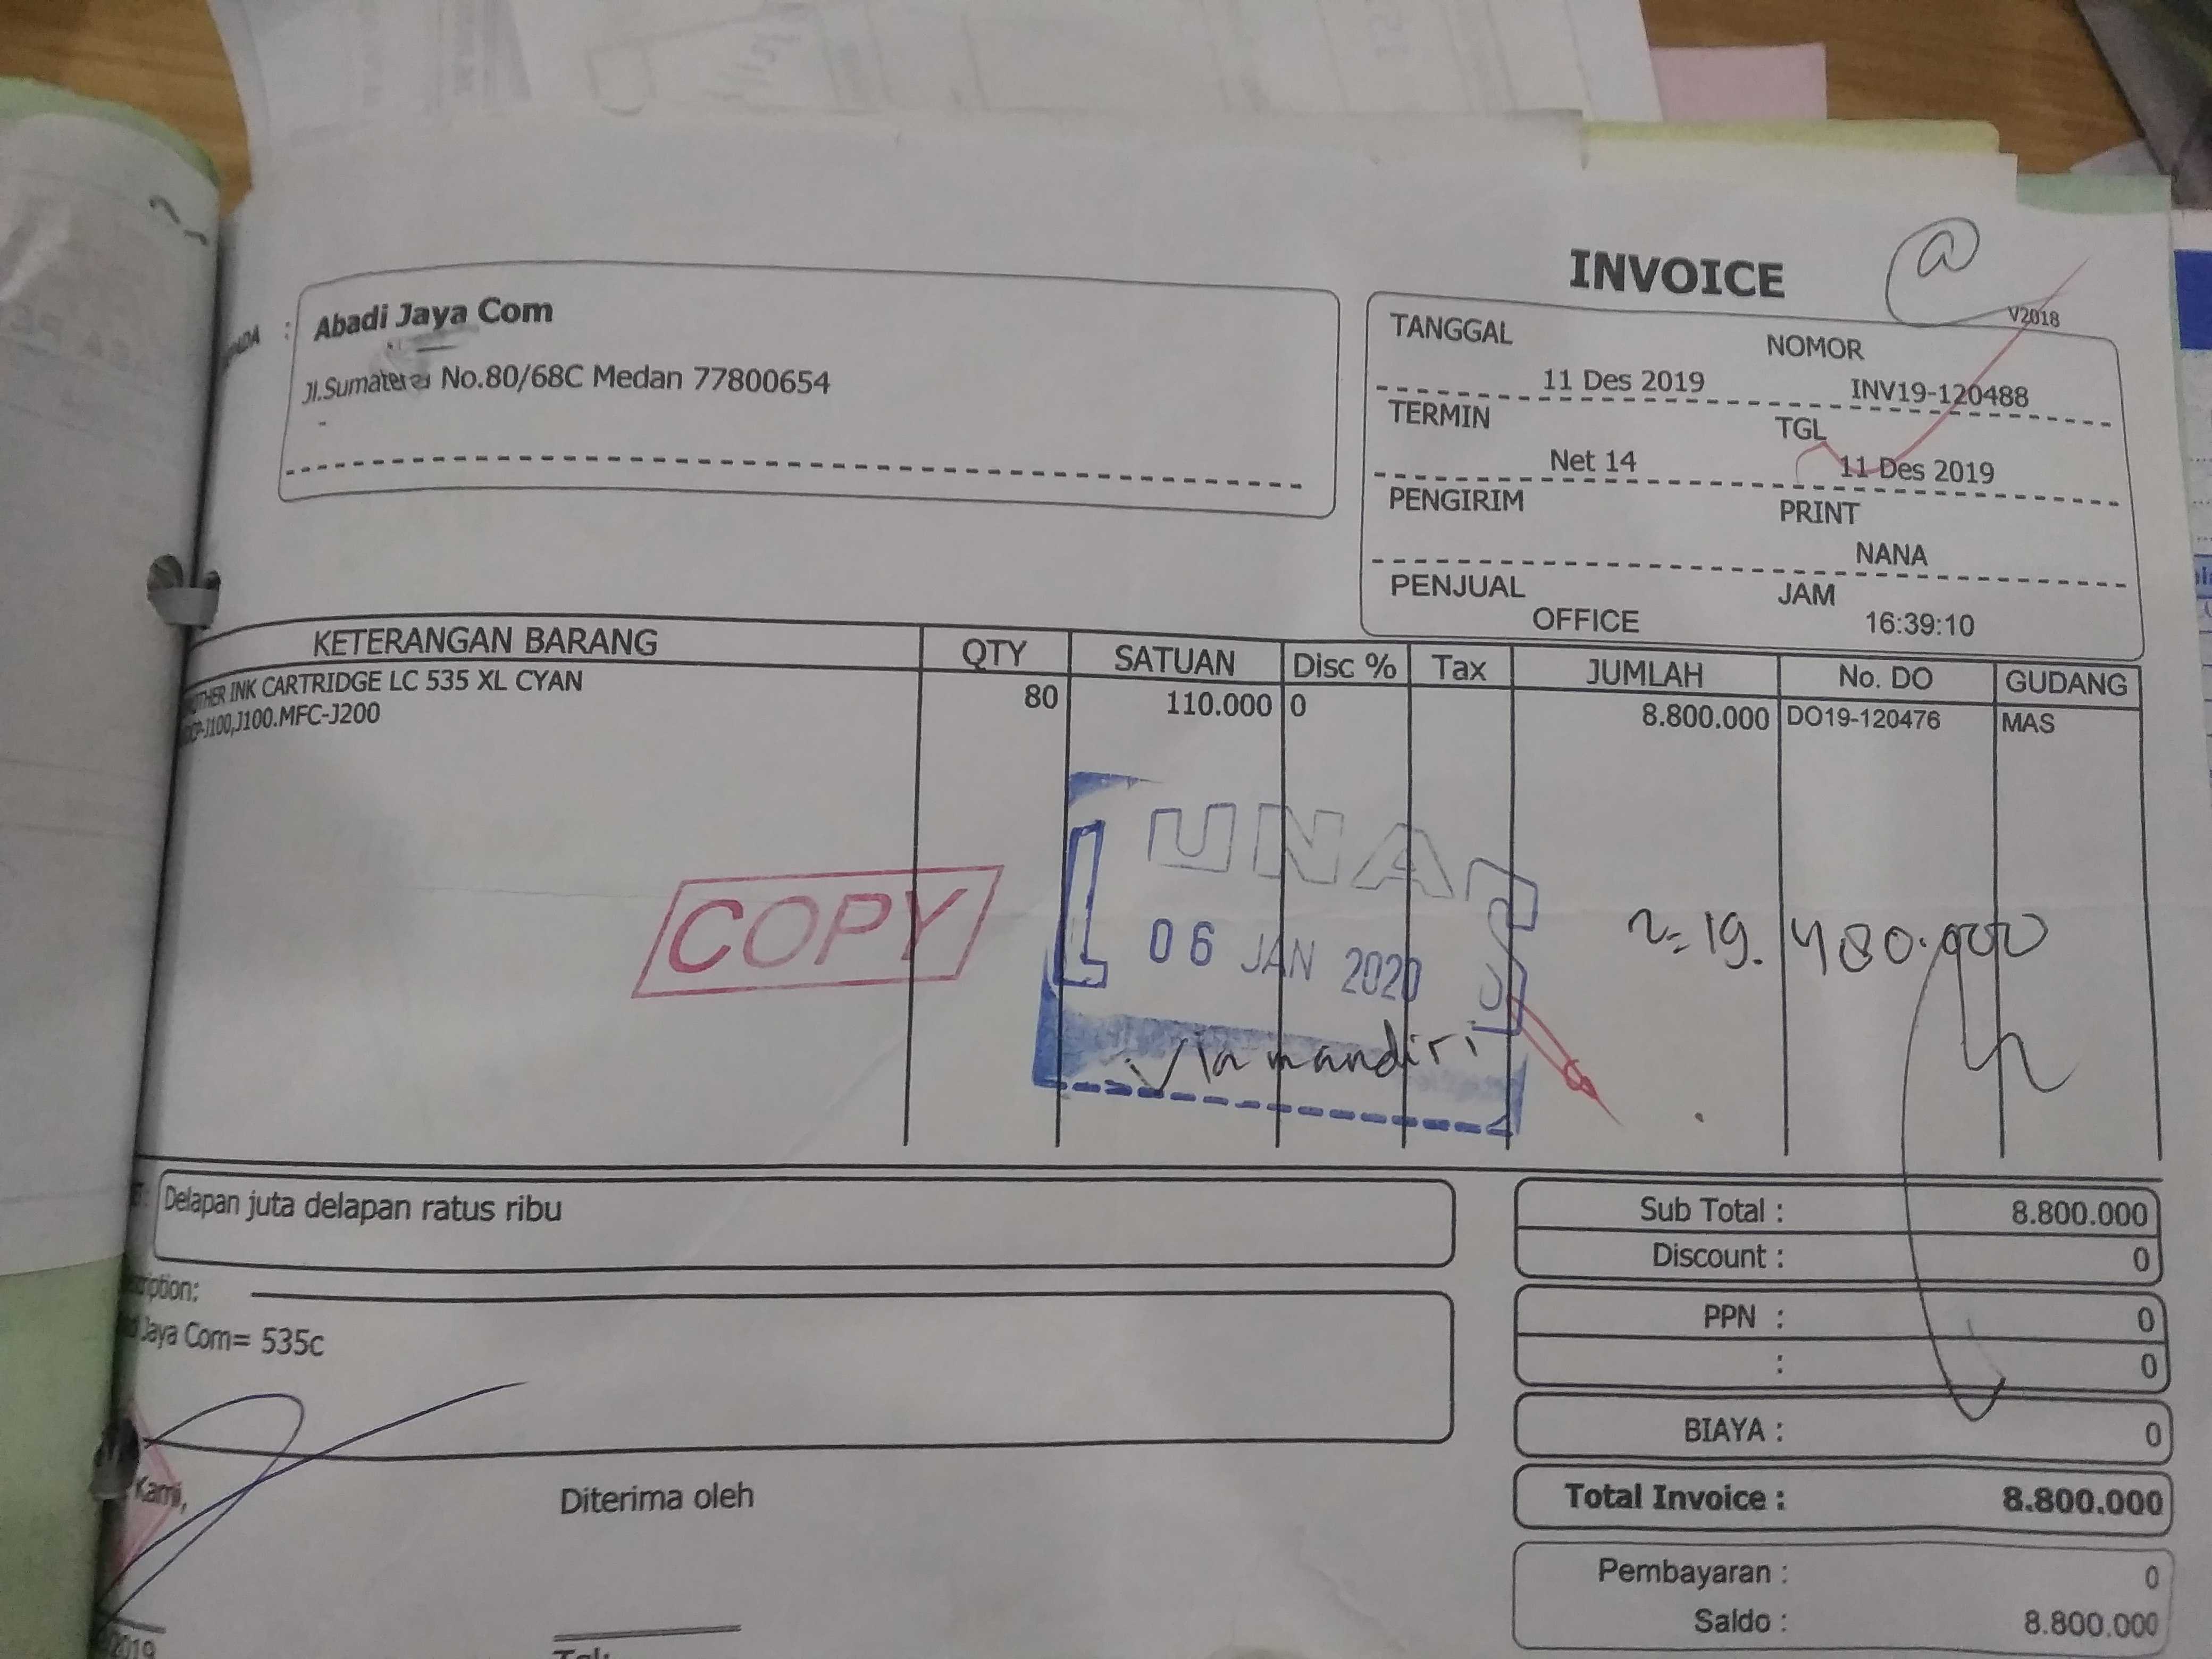 INVOICE
V2018
:
Abadi Jaya Com
Jl.Sumatera No.80/68C Medan 77800654
-
TANGGAL NOMOR
11 Des 2019 INV19-120488
TERMIN TGL
Net 14 11 Des 2019
PENGIRIM PRINT
NANA
PENJUAL JAM
OFFICE 16:39:10
KETERANGAN BARANG QTY SATUAN Disc % Tax JUMLAH No. DO GUDANG
INK CARTRIDGE LC 535 XL CYAN 80 110.000 0 8.800.000 DO19-120476 MAS
J100,J100.MFC-J200
COPY
LUNAS
06 JAN 2020
Via mandiri
19.480.000
Delapan juta delapan ratus ribu
Sub Total : 8.800.000
Discount : 0
PPN : 0
: 0
BIAYA : 0
Total Invoice : 8.800.000
Pembayaran : 0
Saldo : 8.800.000
ription:
Jaya Com= 535c
Kami,
Diterima oleh
2019